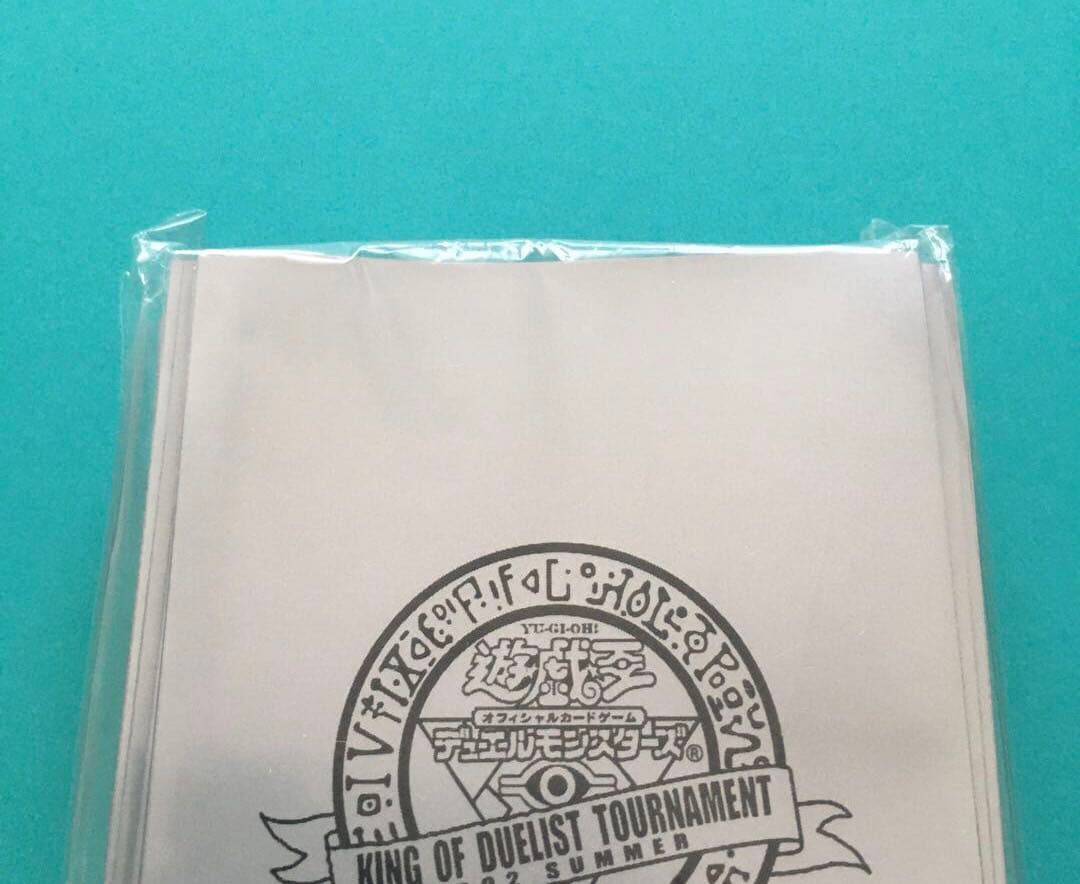 YU-GI-OH!
遊戯王
オフィシャルカードゲーム
デュエルモンスターズ®
KING OF DUELIST TOURNAMENT
02 SUMMER